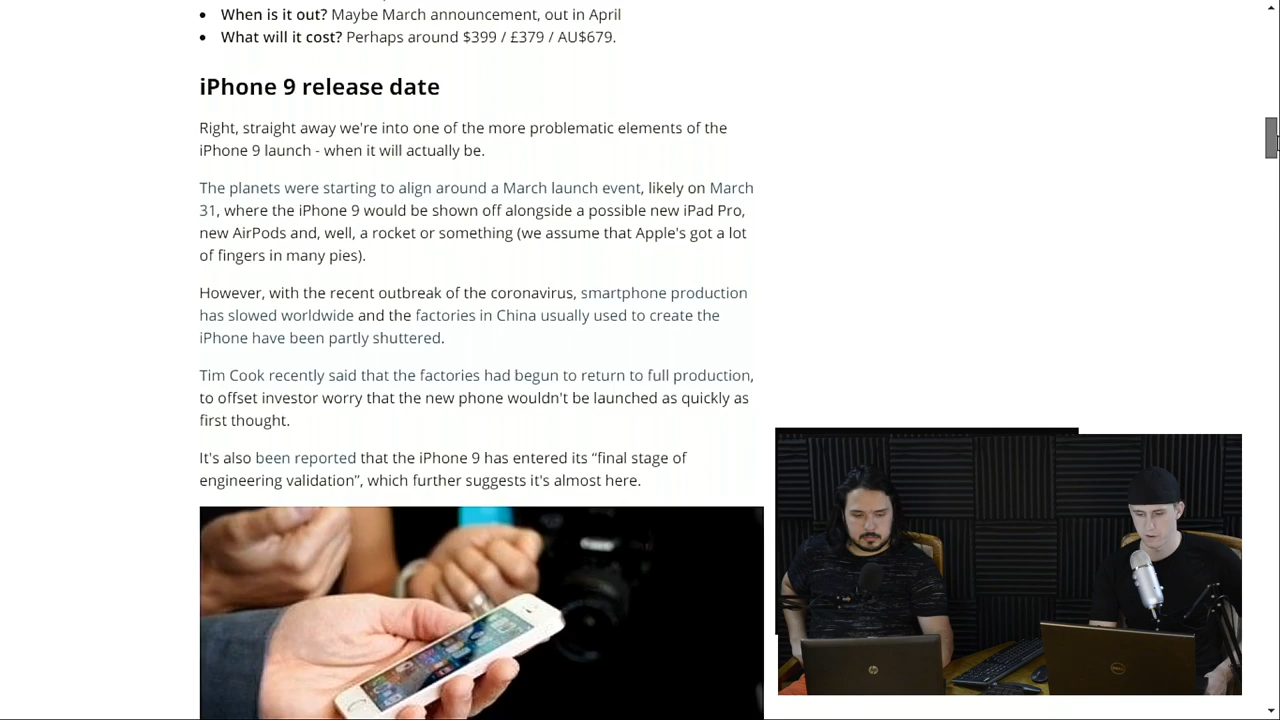 When is it out? Maybe March announcement, out in April
What will it cost? Perhaps around $399 / £379 / AU$679.
iPhone 9 release date
Right, straight away we're into one of the more problematic elements of the
iPhone 9 launch - when it will actually be.
The planets were starting to align around a March launch event, likely on March
31, where the iPhone 9 would be shown off alongside a possible new iPad Pro,
new AirPods and, well, a rocket or something (we assume that Apple's got a lot
of fingers in many pies).
However, with the recent outbreak of the coronavirus, smartphone production
has slowed worldwide and the factories in China usually used to create the
iPhone have been partly shuttered.
Tim Cook recently said that the factories had begun to return to full production,
to offset investor worry that the new phone wouldn't be launched as quickly as
first thought.
It's also been reported that the iPhone 9 has entered its “final stage of
engineering validation”, which further suggests it's almost here.
hp
DELL